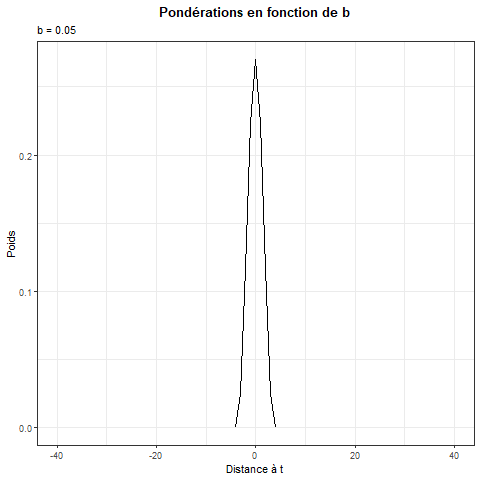 Pondérations en fonction de b
b = 0.05
0.2
0.1
0.0
Poids
-40
-20
0
20
40
Distance à t